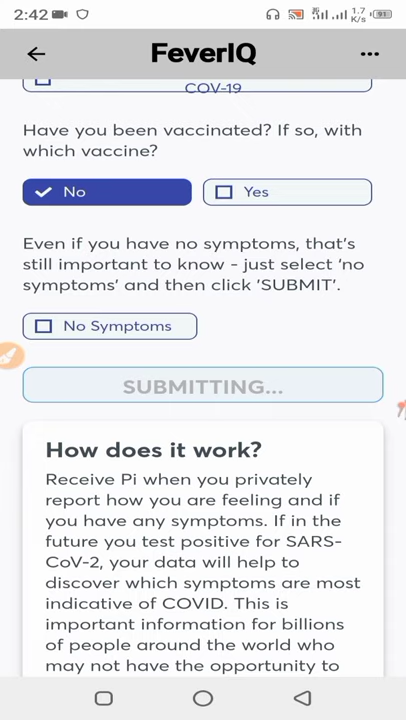 2:42
1.7
K/s
91
FeverIQ
COV-19
Have you been vaccinated? If so, with
which vaccine?
No
Yes
Even if you have no symptoms, that's
still important to know - just select 'no
symptoms' and then click 'SUBMIT'.
No Symptoms
SUBMITTING...
How does it work?
Receive Pi when you privately
report how you are feeling and if
you have any symptoms. If in the
future you test positive for SARS-
CoV-2, your data will help to
discover which symptoms are most
indicative of COVID. This is
important information for billions
of people around the world who
may not have the opportunity to